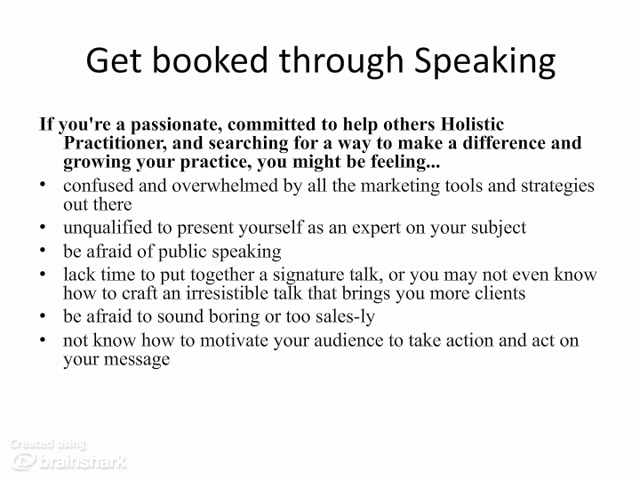 Get booked through Speaking
If you're a passionate, committed to help others Holistic
Practitioner, and searching for a way to make a difference and
growing your practice, you might be feeling...
• confused and overwhelmed by all the marketing tools and strategies
out there
• unqualified to present yourself as an expert on your subject
• be afraid of public speaking
• lack time to put together a signature talk, or you may not even know
how to craft an irresistible talk that brings you more clients
• be afraid to sound boring or too sales-ly
• not know how to motivate your audience to take action and act on
your message
Created using
brainshark